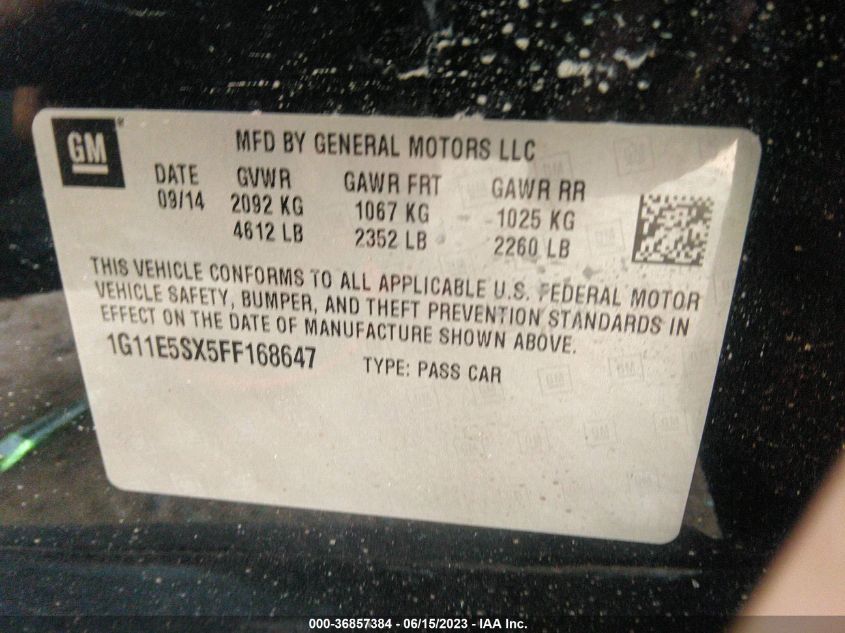 GM
MFD BY GENERAL MOTORS LLC
DATE GVWR GAWR FRT GAWR RR
09/14 2092 KG 1067 KG 1025 KG
4612 LB 2352 LB 2260 LB
THIS VEHICLE CONFORMS TO ALL APPLICABLE U.S. FEDERAL MOTOR
VEHICLE SAFETY, BUMPER, AND THEFT PREVENTION STANDARDS IN
EFFECT ON THE DATE OF MANUFACTURE SHOWN ABOVE.
1G11E5SX5FF168647 TYPE: PASS CAR
000-36857384 - 06/15/2023 - IAA Inc.